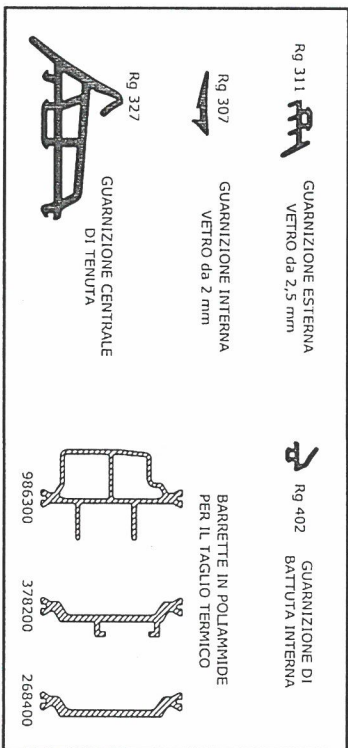 Rg 311
GUARNIZIONE ESTERNA
VETRO da 2,5 mm
Rg 402
GUARNIZIONE DI
BATTUTA INTERNA
Rg 307
GUARNIZIONE INTERNA
VETRO da 2 mm
Rg 327
GUARNIZIONE CENTRALE
DI TENUTA
BARRETTE IN POLIAMMIDE
PER IL TAGLIO TERMICO
986300
378200
268400